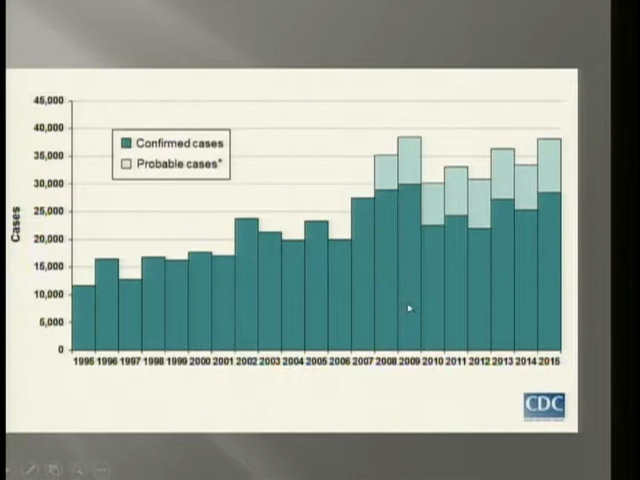 45,000
40,000
35,000
30,000
25,000
20,000
15,000
10,000
5,000
0
Cases
Confirmed cases
Probable cases*
1995 1996 1997 1998 1999 2000 2001 2002 2003 2004 2005 2006 2007 2008 2009 2010 2011 2012 2013 2014 2015
CDC